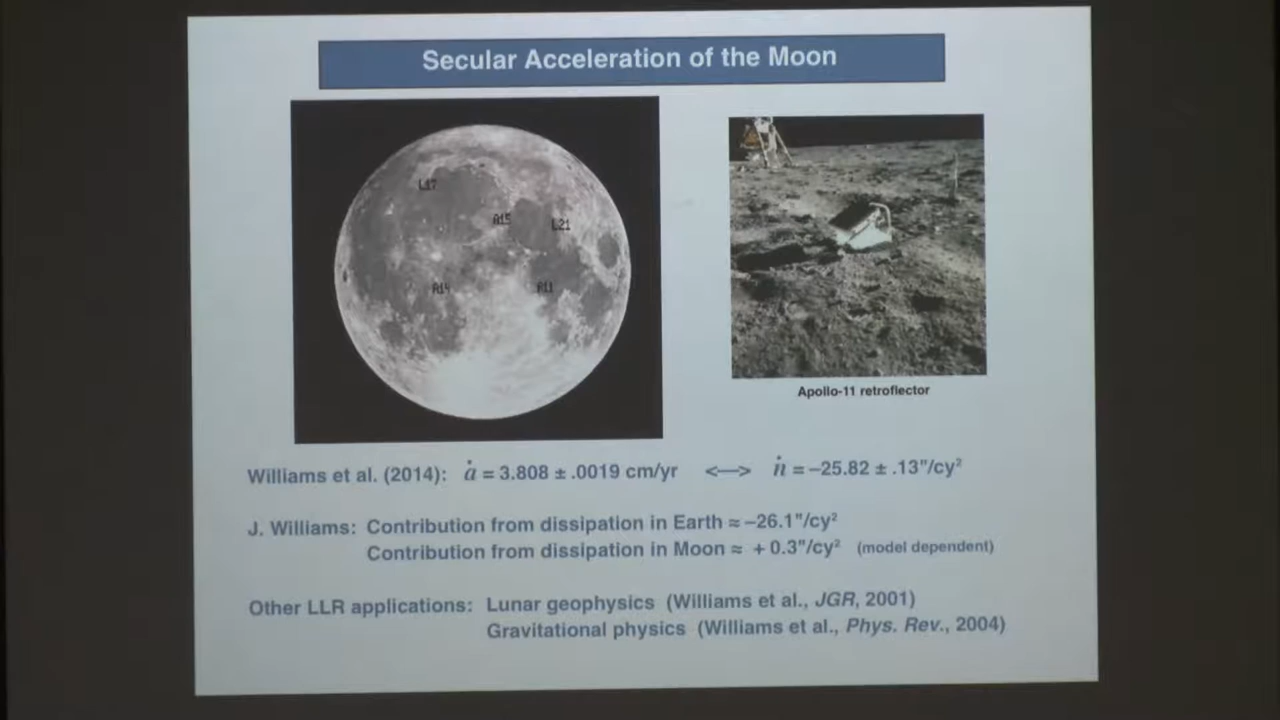 Secular Acceleration of the Moon
L17
A15
L21
A14
A11
Apollo-11 retroflector
Williams et al. (2014): ȧ = 3.808 ± .0019 cm/yr <—> ṅ = −25.82 ± .13"/cy²
J. Williams: Contribution from dissipation in Earth ≈ −26.1"/cy²
Contribution from dissipation in Moon ≈ + 0.3"/cy² (model dependent)
Other LLR applications: Lunar geophysics (Williams et al., JGR, 2001)
Gravitational physics (Williams et al., Phys. Rev., 2004)